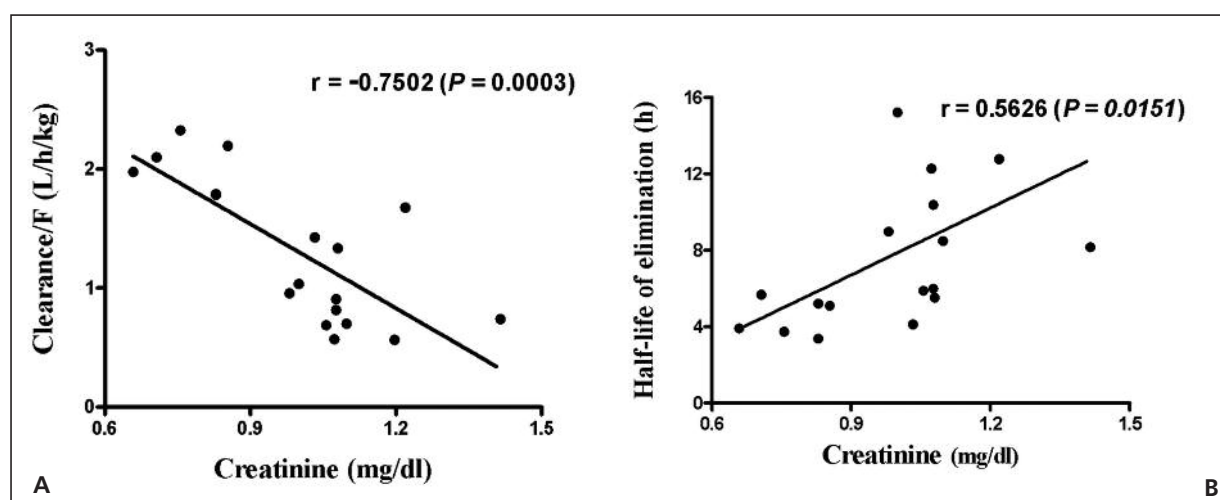 r = -0.7502 (P = 0.0003)
Clearance/F (L/h/kg)
3
2
1
0
0.6 0.9 1.2 1.5
Creatinine (mg/dl)
A
r = 0.5626 (P = 0.0151)
Half-life of elimination (h)
16
12
8
4
0
0.6 0.9 1.2 1.5
Creatinine (mg/dl)
B